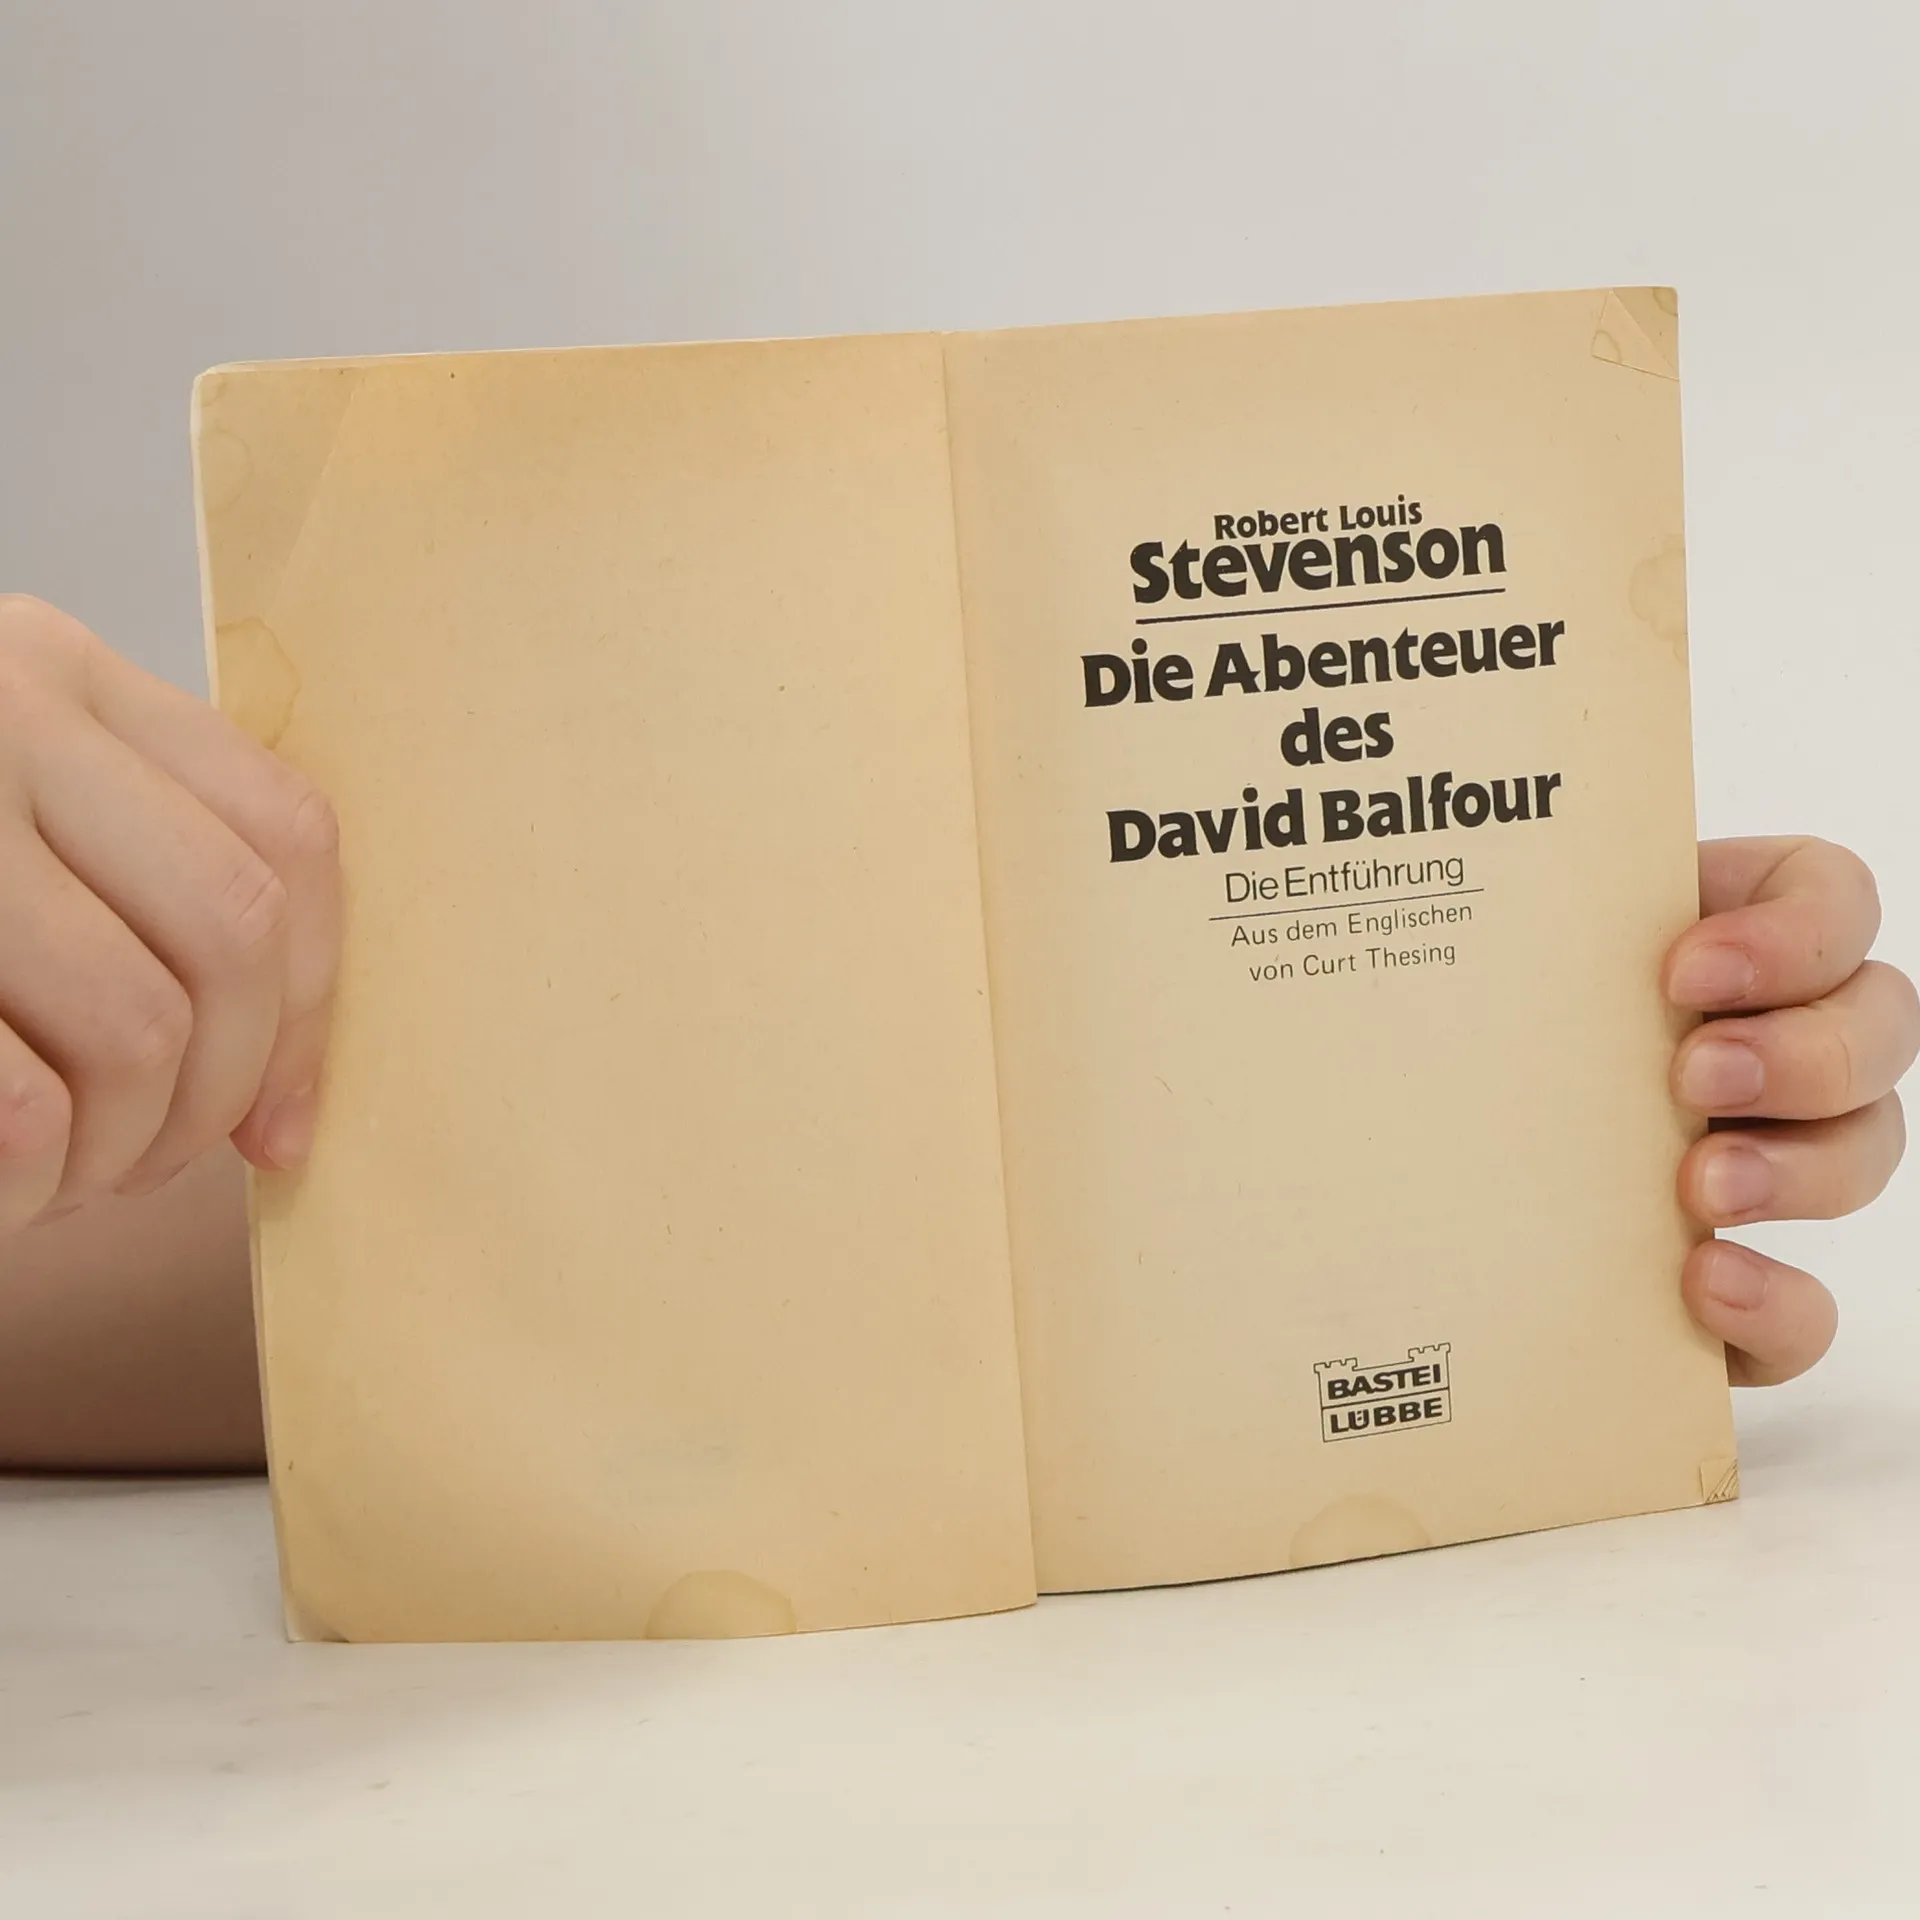 Robert Louis
Stevenson
Die Abenteuer
des
David Balfour
Die Entführung
Aus dem Englischen
von Curt Thesing
BASTEI
LÜBBE